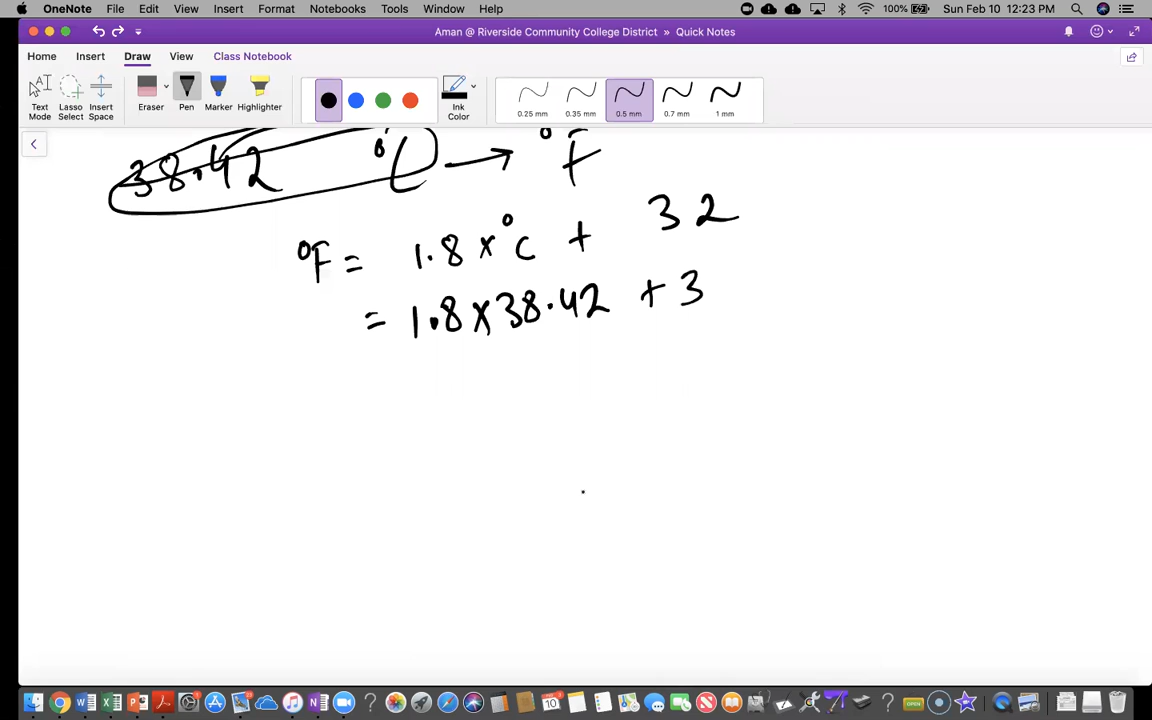 OneNote File Edit View Insert Format Notebooks Tools Window Help 100% Sun Feb 10 12:23 PM
Aman @ Riverside Community College District » Quick Notes
Home Insert Draw View Class Notebook
Text Mode Lasso Select Insert Space Eraser Pen Marker Highlighter Ink Color 0.25 mm 0.35 mm 0.5 mm 0.7 mm 1 mm
38.42 °C → °F
°F = 1.8 x °C + 32
= 1.8 x 38.42 + 3